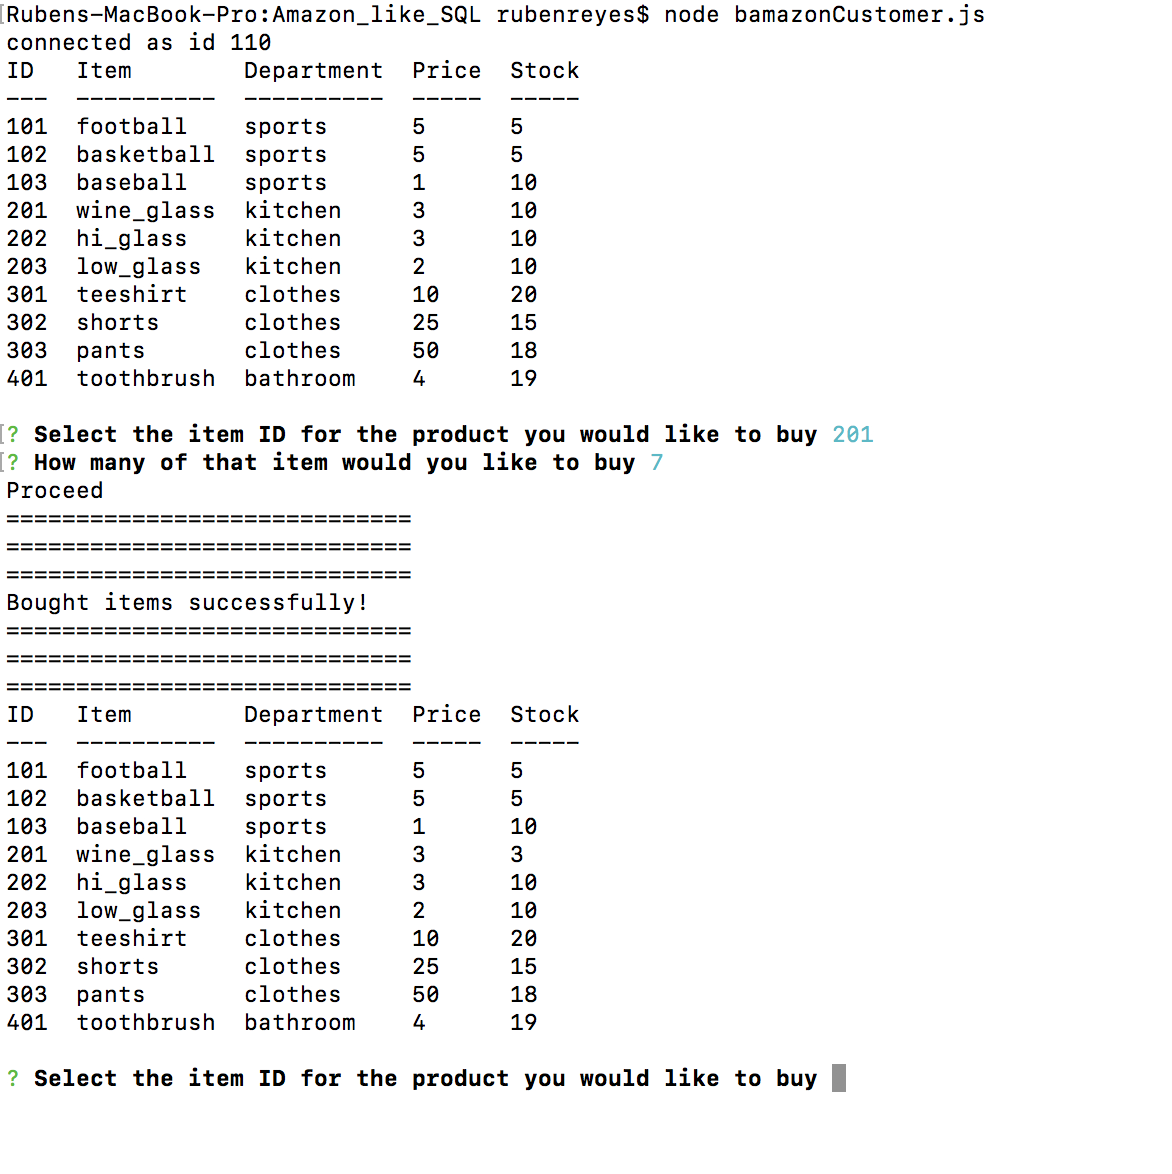 [Rubens-MacBook-Pro:Amazon_like_SQL rubenreyes$ node bamazonCustomer.js
connected as id 110
ID   Item        Department  Price  Stock
---  ----------  ----------  -----  -----
101  football    sports      5      5
102  basketball  sports      5      5
103  baseball    sports      1      10
201  wine_glass  kitchen     3      10
202  hi_glass    kitchen     3      10
203  low_glass   kitchen     2      10
301  teeshirt    clothes     10     20
302  shorts      clothes     25     15
303  pants       clothes     50     18
401  toothbrush  bathroom    4      19
[? Select the item ID for the product you would like to buy 201
[? How many of that item would you like to buy 7
Proceed
=============================
=============================
=============================
Bought items successfully!
=============================
=============================
=============================
ID   Item        Department  Price  Stock
---  ----------  ----------  -----  -----
101  football    sports      5      5
102  basketball  sports      5      5
103  baseball    sports      1      10
201  wine_glass  kitchen     3      3
202  hi_glass    kitchen     3      10
203  low_glass   kitchen     2      10
301  teeshirt    clothes     10     20
302  shorts      clothes     25     15
303  pants       clothes     50     18
401  toothbrush  bathroom    4      19
? Select the item ID for the product you would like to buy